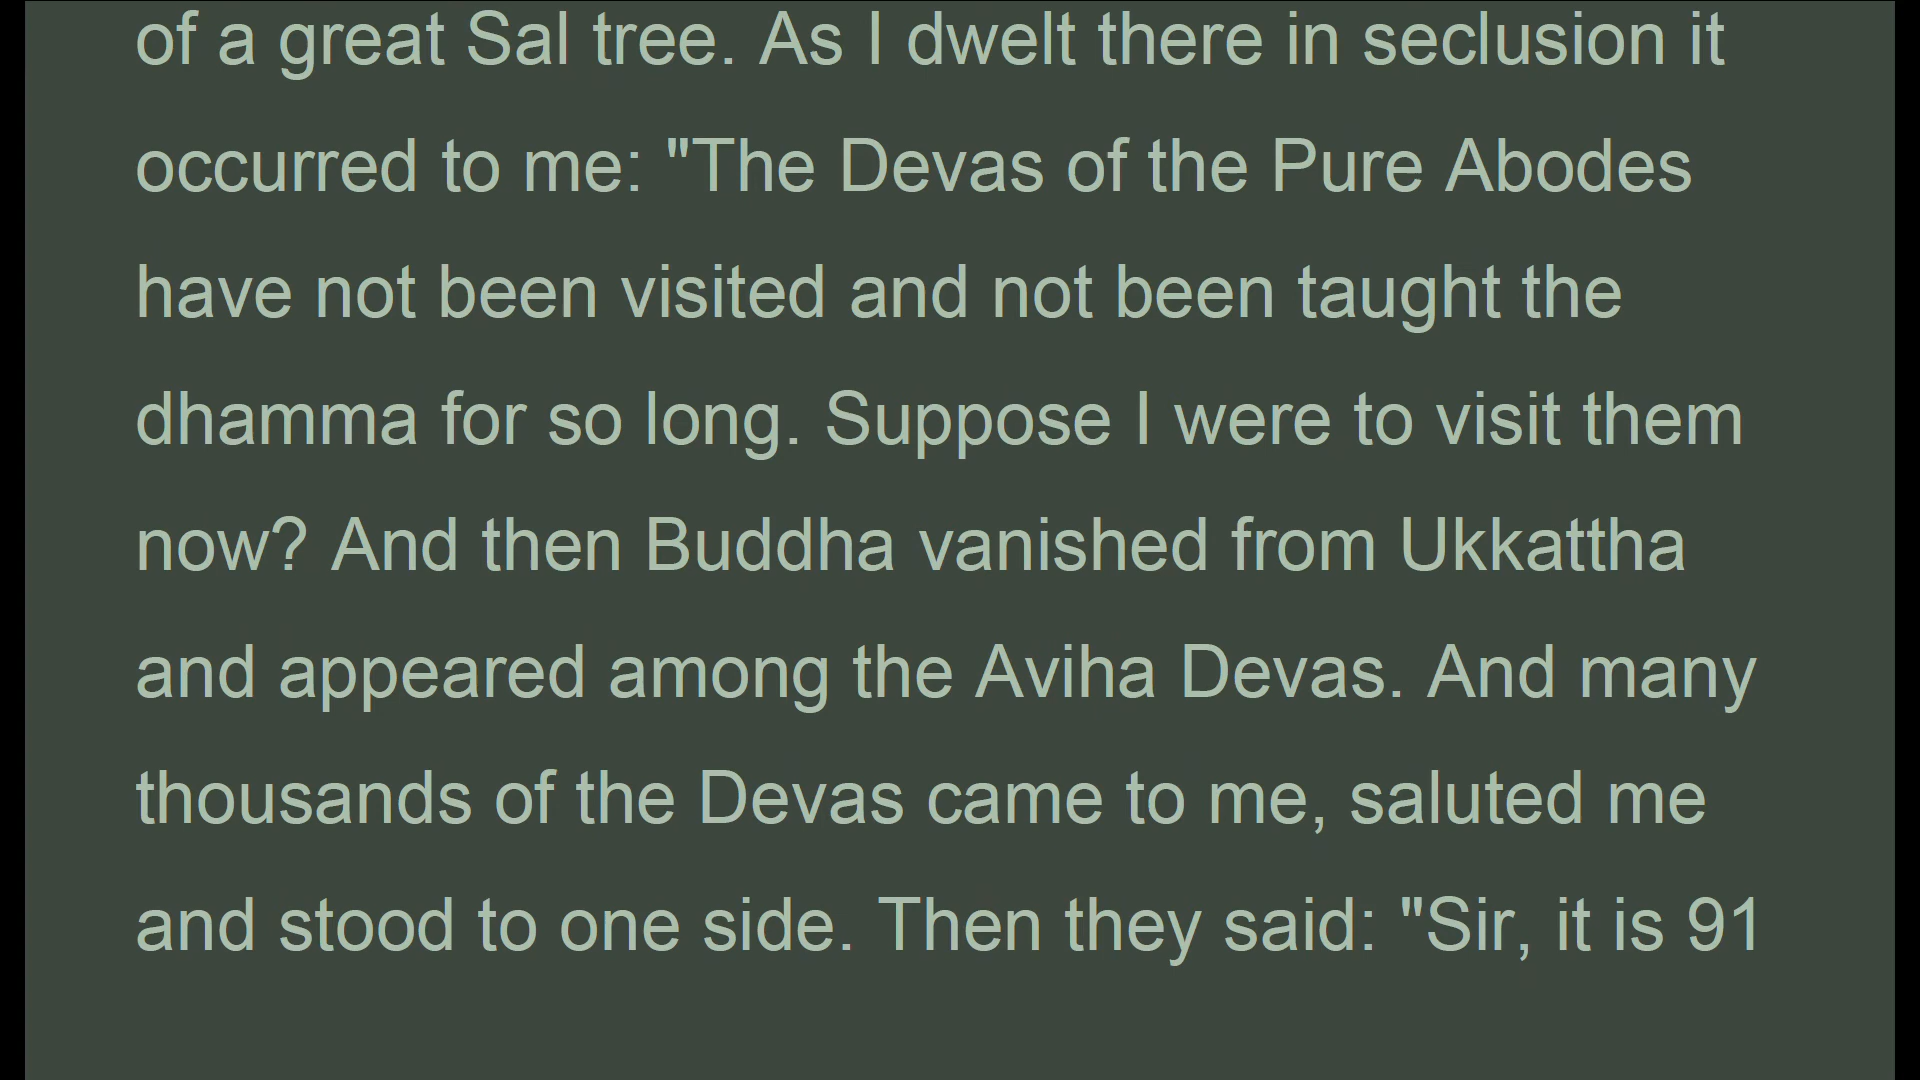 of a great Sal tree. As I dwelt there in seclusion it
occurred to me: "The Devas of the Pure Abodes
have not been visited and not been taught the
dhamma for so long. Suppose I were to visit them
now? And then Buddha vanished from Ukkattha
and appeared among the Aviha Devas. And many
thousands of the Devas came to me, saluted me
and stood to one side. Then they said: "Sir, it is 91